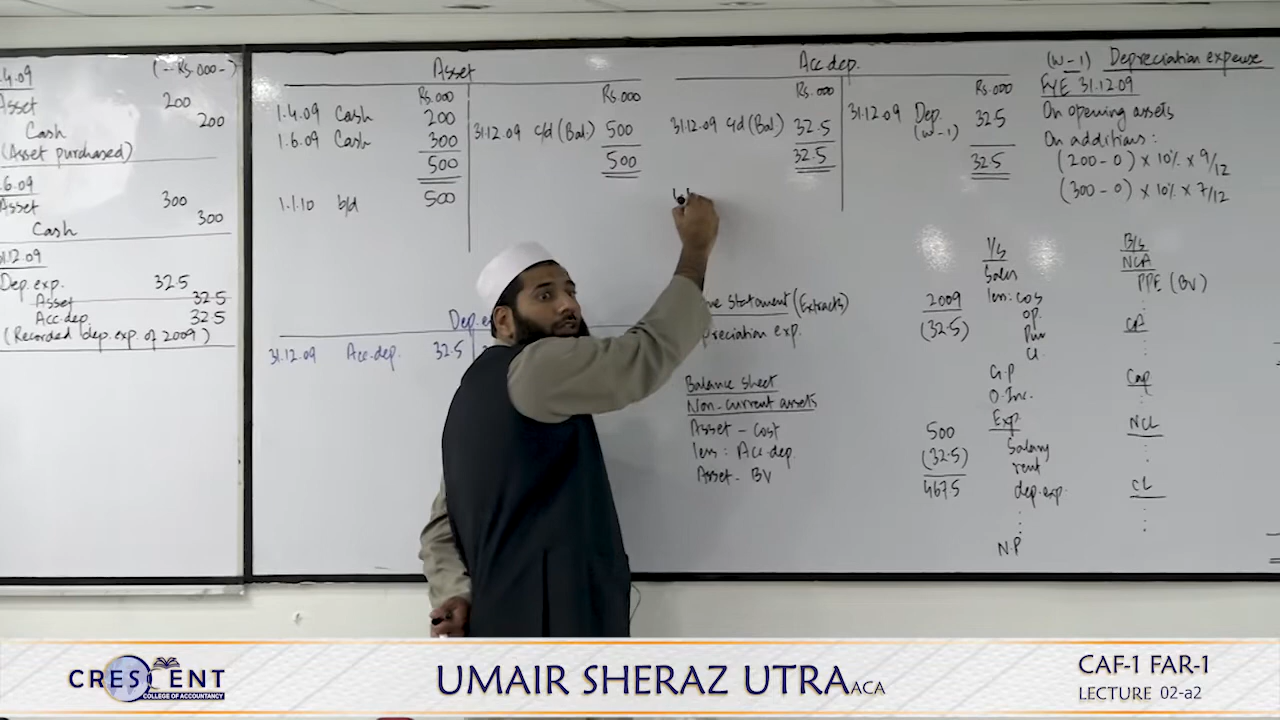 4.09 (--Rs.000-)
Asset 200
Cash 200
(Asset purchased)
6.09
Asset 300
Cash 300
12.09
Dep. exp. 32.5
Asset 32.5
Acc dep 32.5
(Recorded dep. exp of 2009)
Asset
Rs.000 Rs.000
1.4.09 Cash 200
1.6.09 Cash 300 31.12.09 c/d (Bal.) 500
500 500
1.1.10 b/d 500
Dep.
31.12.09 Acc-dep. 32.5
Acc dep.
Rs.000 Rs.000
31.12.09 c/d (Bal) 32.5 31.12.09 Dep. (W-1) 32.5
32.5 32.5
Statement (Extracts) 2009
preciation exp. (32.5)
Balance sheet
Non-current assets
Asset - Cost 500
less: Acc-dep. (32.5)
Asset - BV 467.5
(W-1) Depreciation expense
FYE 31.12.09
On opening assets
On additions:
(200-0) × 10% × 9/12
(300-0) × 10% × 7/12
I/S
Sales
less: cos
op.
Pur
G.P
O.Inc.
Exp
Salary
rent
dep.exp.
N.P
B/S
NCA
PPE (BV)
Cap
NCL
CL
CRESCENT
COLLEGE OF ACCOUNTANCY
UMAIR SHERAZ UTRA ACA
CAF-1 FAR-1
LECTURE 02-a2